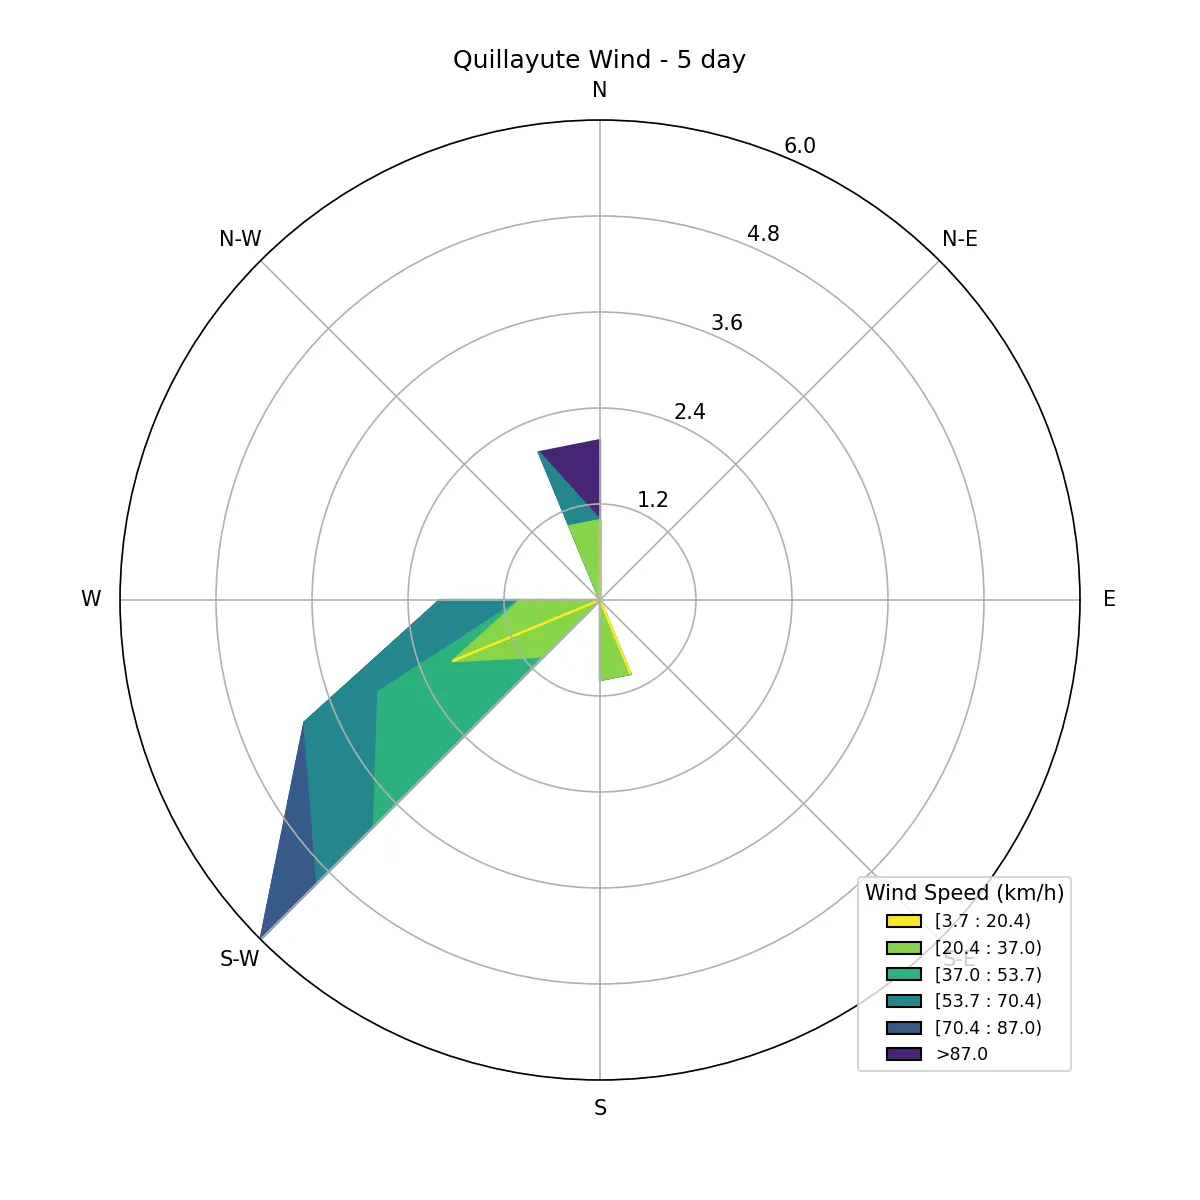 Quillayute Wind - 5 day
N
6.0
4.8
N-W
N-E
3.6
2.4
1.2
W
E
S-W
S-E
S
Wind Speed (km/h)
[3.7 : 20.4)
[20.4 : 37.0)
[37.0 : 53.7)
[53.7 : 70.4)
[70.4 : 87.0)
>87.0